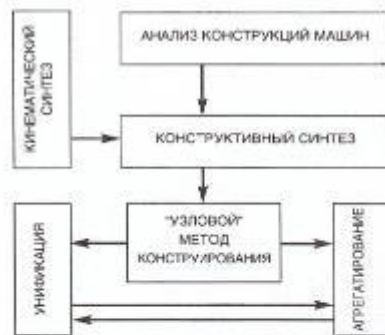 АНАЛИЗ КОНСТРУКЦИЙ МАШИН
КИНЕМАТИЧЕСКИЙ
СИНТЕЗ
КОНСТРУКТИВНЫЙ СИНТЕЗ
"УЗЛОВОЙ"
МЕТОД
КОНСТРУИРОВАНИЯ
УНИФИКАЦИЯ
АГРЕГАТИРОВАНИЕ